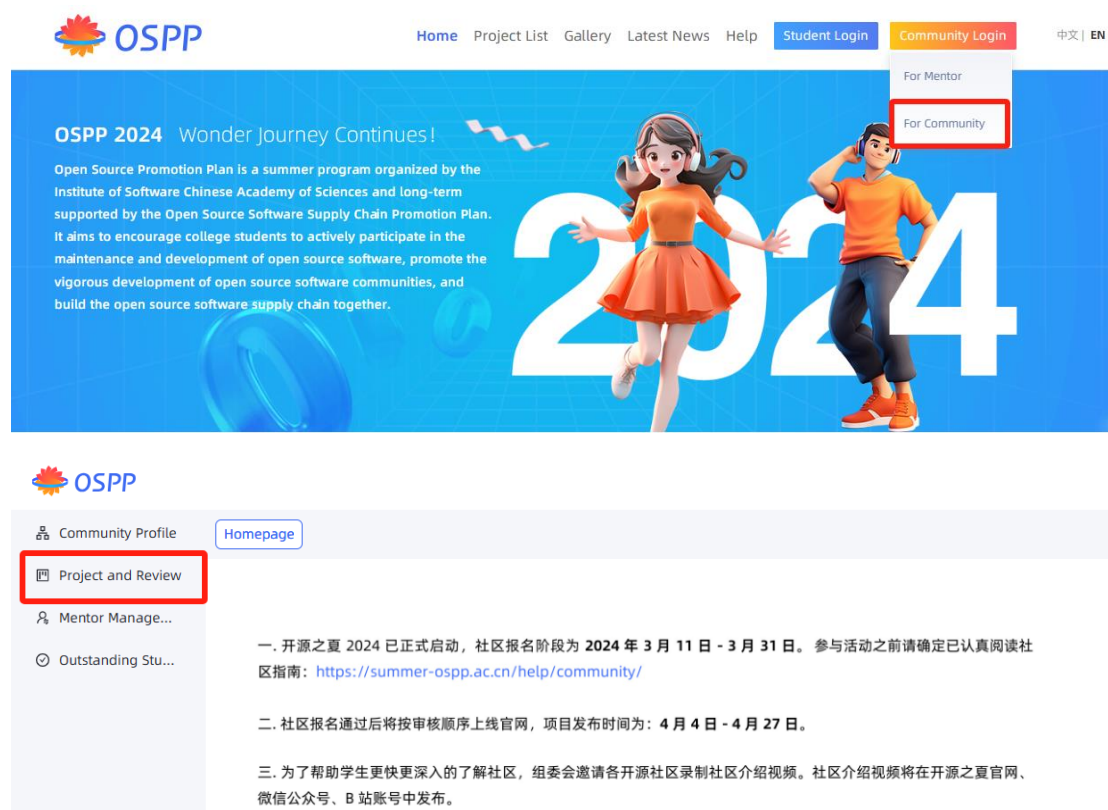 OSPP
Home Project List Gallery Latest News Help Student Login Community Login 中文 | EN
For Mentor
For Community
OSPP 2024 Wonder Journey Continues!
Open Source Promotion Plan is a summer program organized by the
Institute of Software Chinese Academy of Sciences and long-term
supported by the Open Source Software Supply Chain Promotion Plan.
It aims to encourage college students to actively participate in the
maintenance and development of open source software, promote the
vigorous development of open source software communities, and
build the open source software supply chain together.
2024
OSPP
Community Profile
Homepage
Project and Review
Mentor Manage...
Outstanding Stu...
一. 开源之夏 2024 已正式启动，社区报名阶段为 2024 年 3 月 11 日 - 3 月 31 日。 参与活动之前请确定已认真阅读社
区指南：https://summer-ospp.ac.cn/help/community/
二. 社区报名通过后将按审核顺序上线官网，项目发布时间为：4 月 4 日 - 4 月 27 日。
三. 为了帮助学生更快更深入的了解社区，组委会邀请各开源社区录制社区介绍视频。社区介绍视频将在开源之夏官网、
微信公众号、B 站账号中发布。